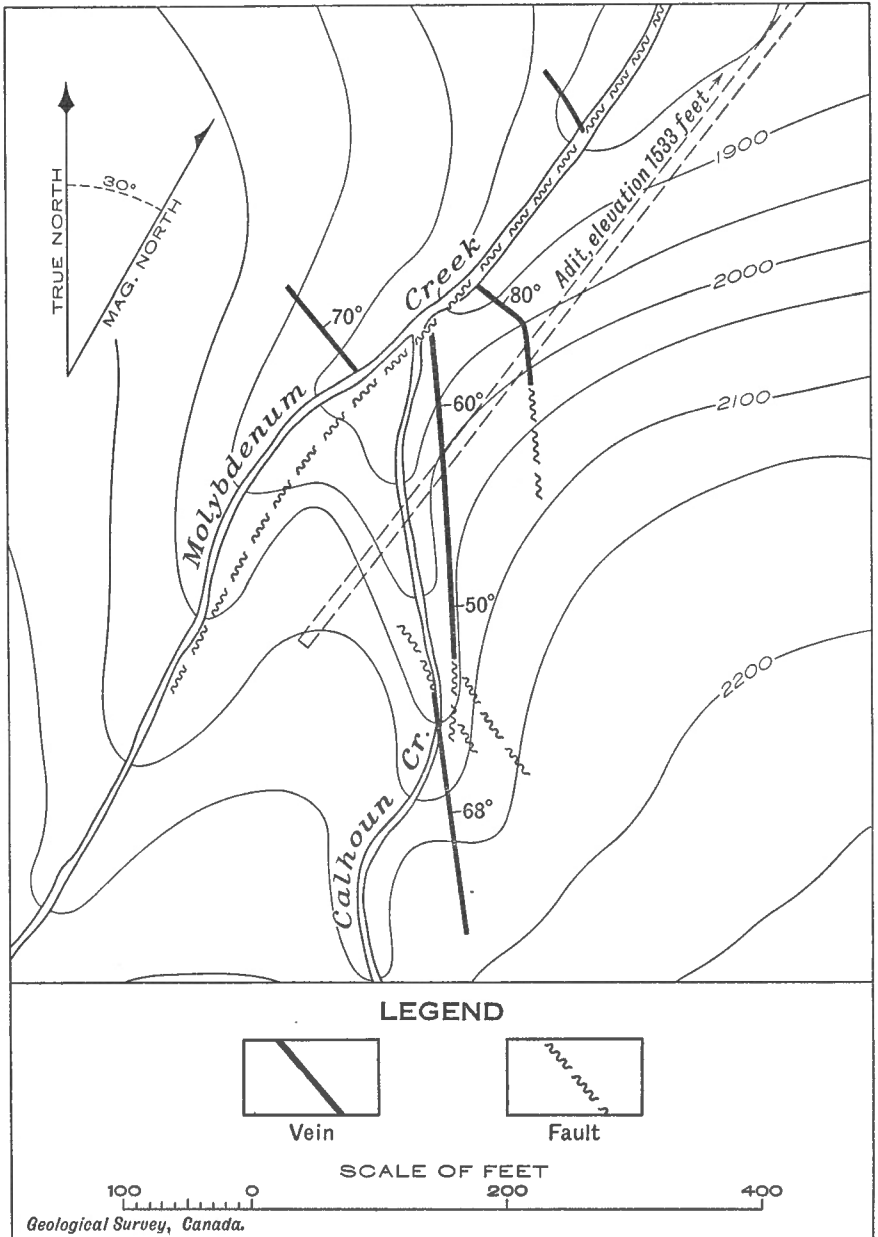 TRUE NORTH
30°
MAG. NORTH
1900
Adit, elevation 1533 feet →
2000
Molybdenum Creek
70°
80°
60°
2100
50°
2200
Calhoun Cr.
68°
LEGEND
Vein
Fault
SCALE OF FEET
100 0 200 400
Geological Survey, Canada.